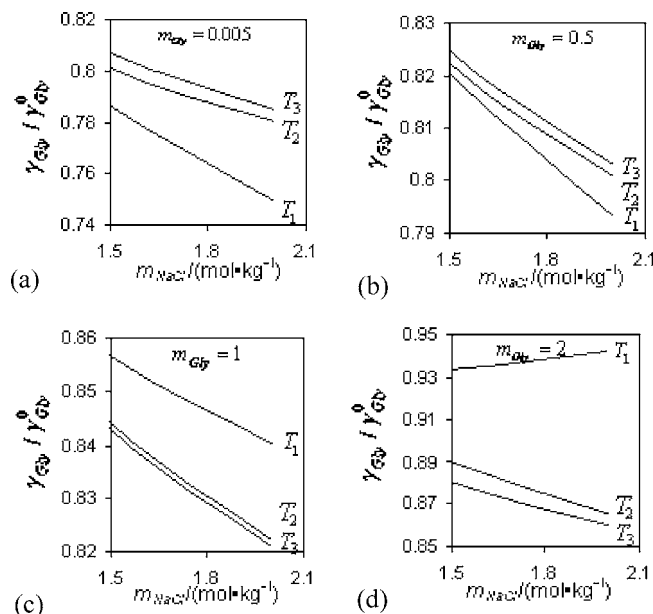 γ_Gly / γ⁰_Gly
0.82
0.8
0.78
0.76
0.74
m_Gly = 0.005
T₃
T₂
T₁
1.5 1.8 2.1
(a) m_NaCl/(mol•kg⁻¹)
γ_Gly / γ⁰_Gly
0.83
0.82
0.81
0.8
0.79
m_Gly = 0.5
T₃
T₂
T₁
1.5 1.8 2.1
(b) m_NaCl/(mol•kg⁻¹)
γ_Gly / γ⁰_Gly
0.86
0.85
0.84
0.83
0.82
m_Gly = 1
T₁
T₂
T₃
1.5 1.8 2.1
(c) m_NaCl/(mol•kg⁻¹)
γ_Gly / γ⁰_Gly
0.95
0.93
0.91
0.89
0.87
0.85
m_Gly = 2
T₁
T₂
T₃
1.5 1.8 2.1
(d) m_NaCl/(mol•kg⁻¹)